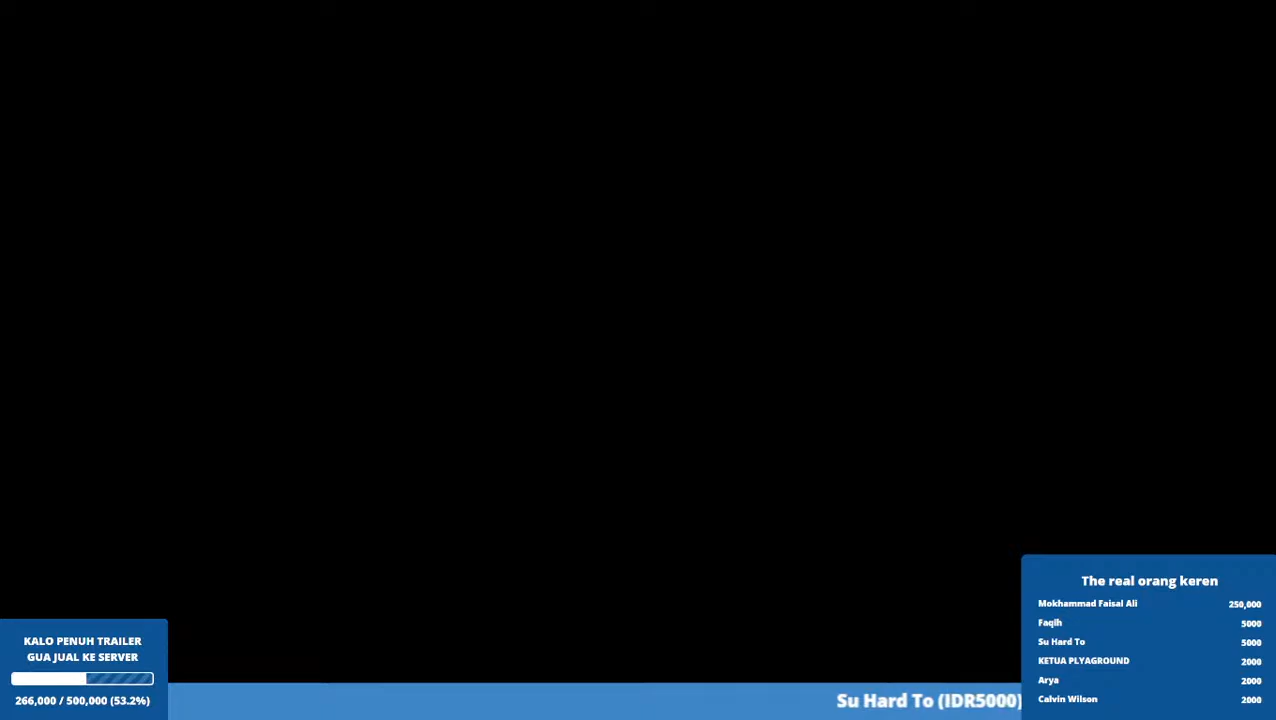 The real orang keren
Mokhammad Faisal Ali 250,000
Faqih 5000
Su Hard To 5000
KETUA PLYAGROUND 2000
Arya 2000
Calvin Wilson 2000
KALO PENUH TRAILER
GUA JUAL KE SERVER
266,000 / 500,000 (53.2%)
Su Hard To (IDR5000)